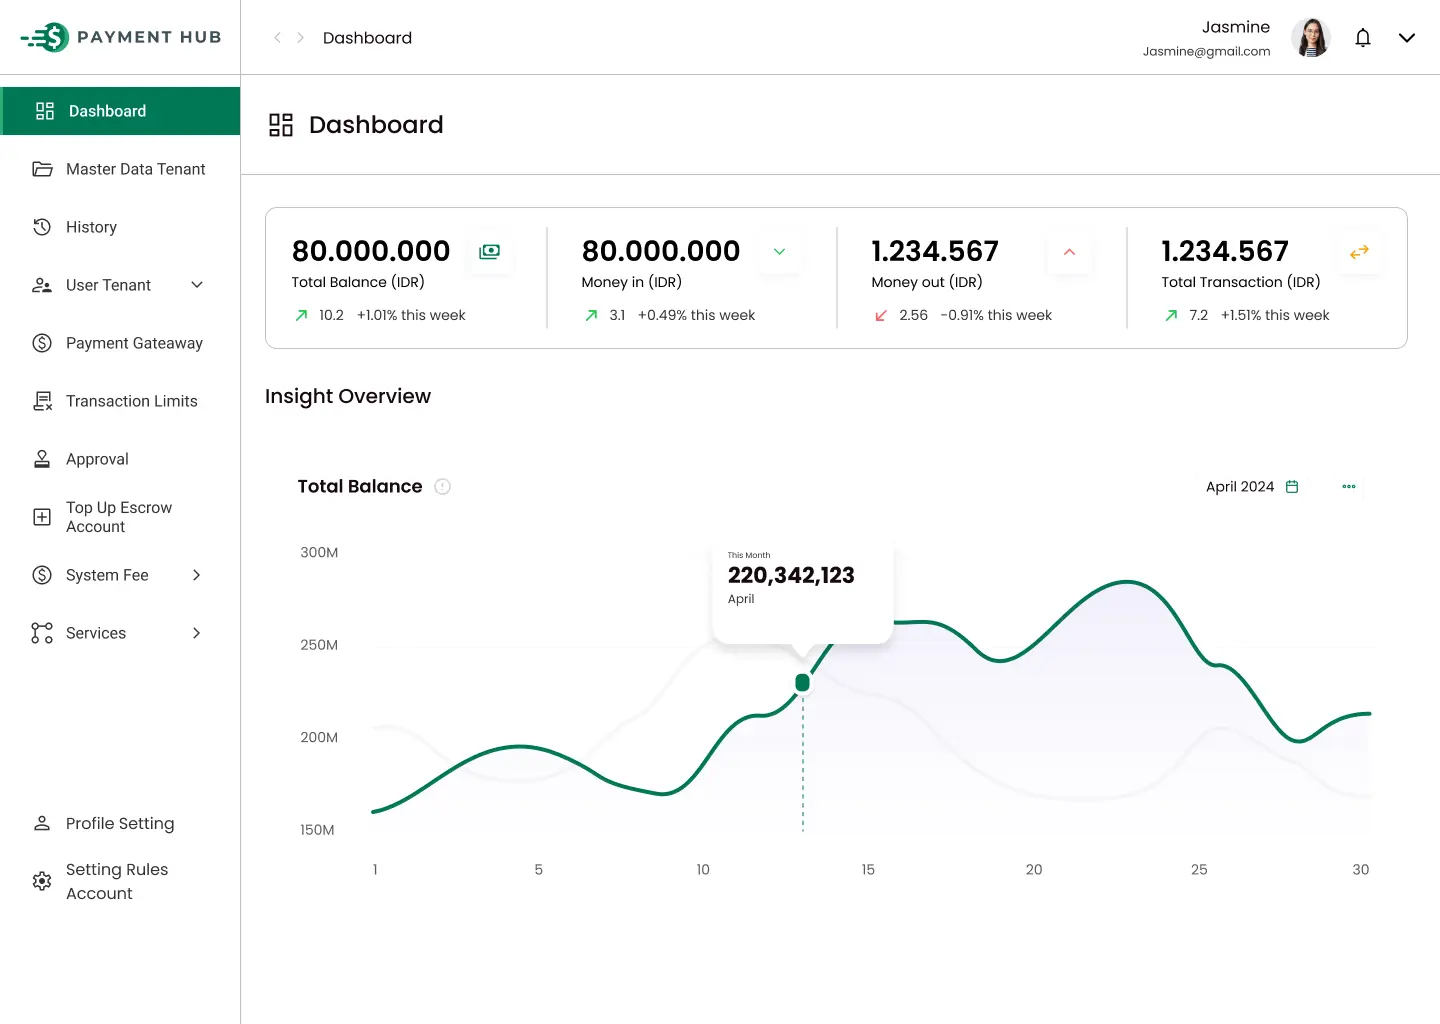 PAYMENT HUB
Dashboard
Jasmine
Jasmine@gmail.com
Dashboard
Master Data Tenant
History
User Tenant
Payment Gateaway
Transaction Limits
Approval
Top Up Escrow
Account
System Fee
Services
Profile Setting
Setting Rules
Account
Dashboard
80.000.000
Total Balance (IDR)
10.2 +1.01% this week
80.000.000
Money in (IDR)
3.1 +0.49% this week
1.234.567
Money out (IDR)
2.56 -0.91% this week
1.234.567
Total Transaction (IDR)
7.2 +1.51% this week
Insight Overview
Total Balance
April 2024
300M
250M
200M
150M
This Month
220,342,123
April
1 5 10 15 20 25 30